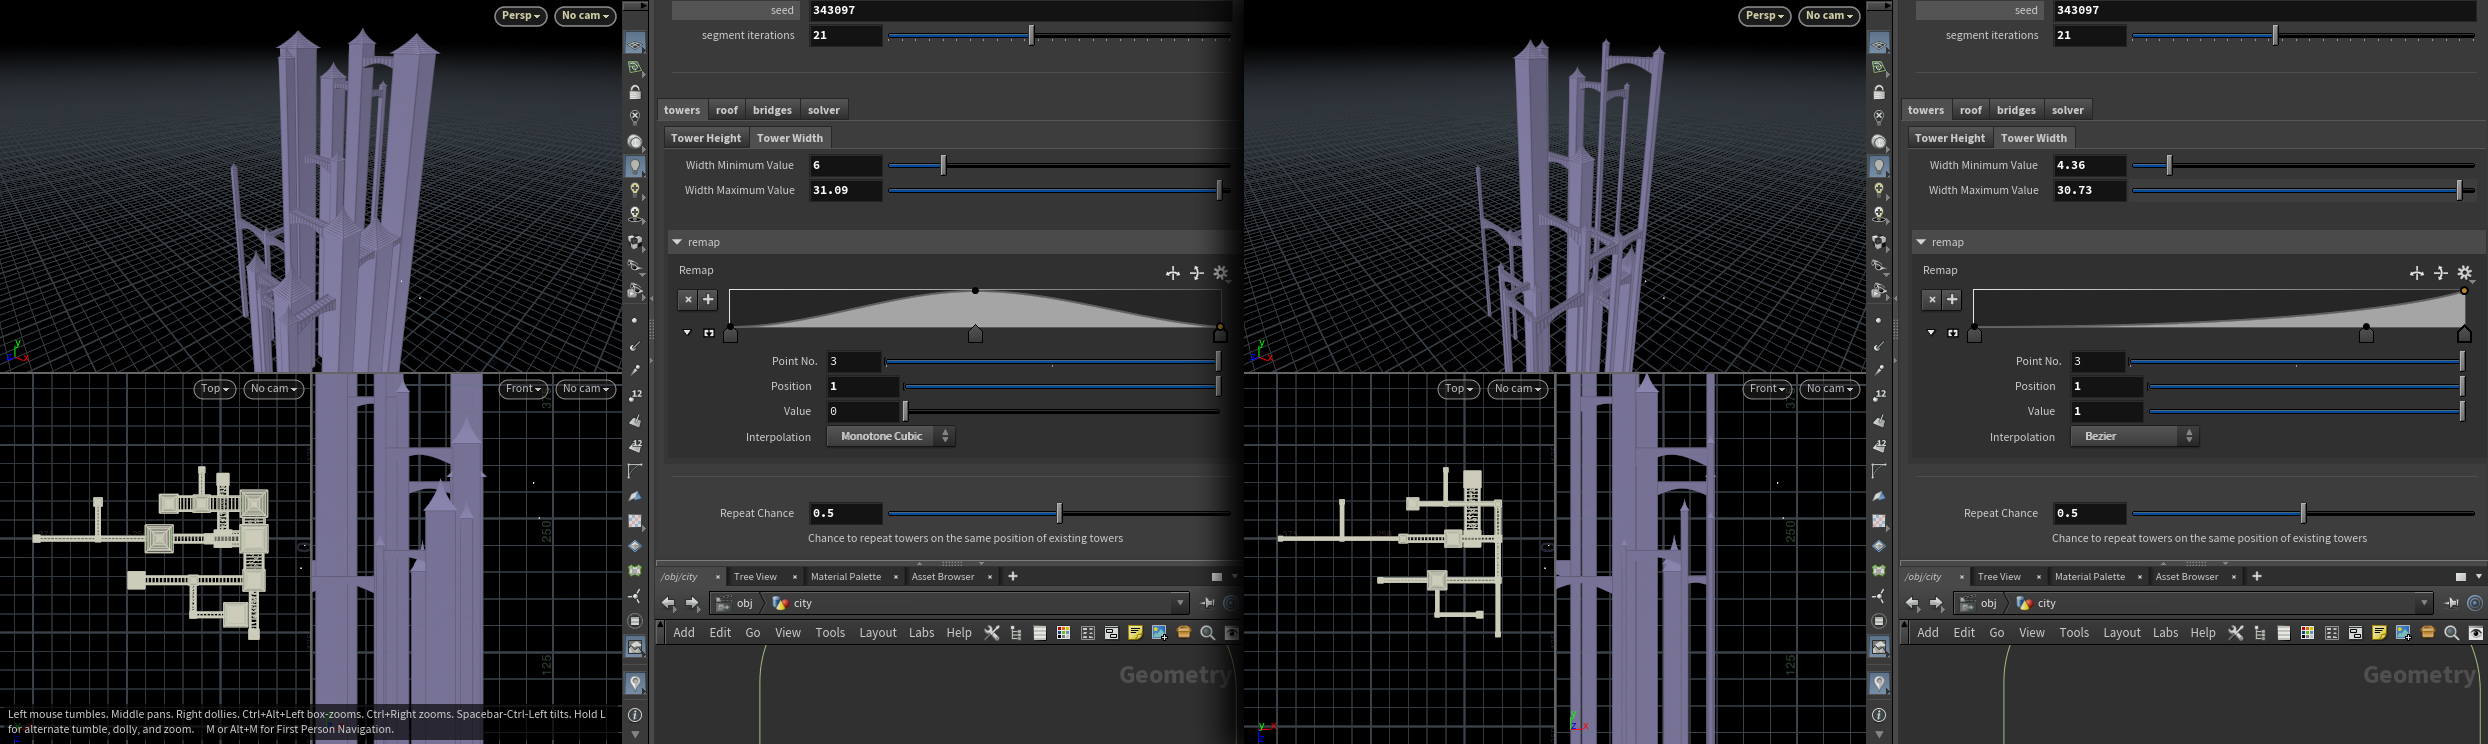 Persp
No cam
seed
343097
segment iterations
21
towers
roof
bridges
solver
Tower Height
Tower Width
Width Minimum Value
6
Width Maximum Value
31.09
remap
Remap
Point No.
3
Position
1
Value
0
Interpolation
Monotone Cubic
Repeat Chance
0.5
Chance to repeat towers on the same position of existing towers
/obj/city
Tree View
Material Palette
Asset Browser
obj
city
Add Edit Go View Tools Layout Labs Help
Geometry
Top
No cam
Front
No cam
12
12
250
125
Left mouse tumbles. Middle pans. Right dollies. Ctrl+Alt+Left box-zooms. Ctrl+Right zooms. Spacebar-Ctrl-Left tilts. Hold L
for alternate tumble, dolly, and zoom. M or Alt+M for First Person Navigation.
Persp
No cam
seed
343097
segment iterations
21
towers
roof
bridges
solver
Tower Height
Tower Width
Width Minimum Value
4.36
Width Maximum Value
30.73
remap
Remap
Point No.
3
Position
1
Value
1
Interpolation
Bezier
Repeat Chance
0.5
Chance to repeat towers on the same position of existing towers
/obj/city
Tree View
Material Palette
Asset Browser
obj
city
Add Edit Go View Tools Layout Labs Help
Geometry
Top
No cam
Front
No cam
12
12
250
125